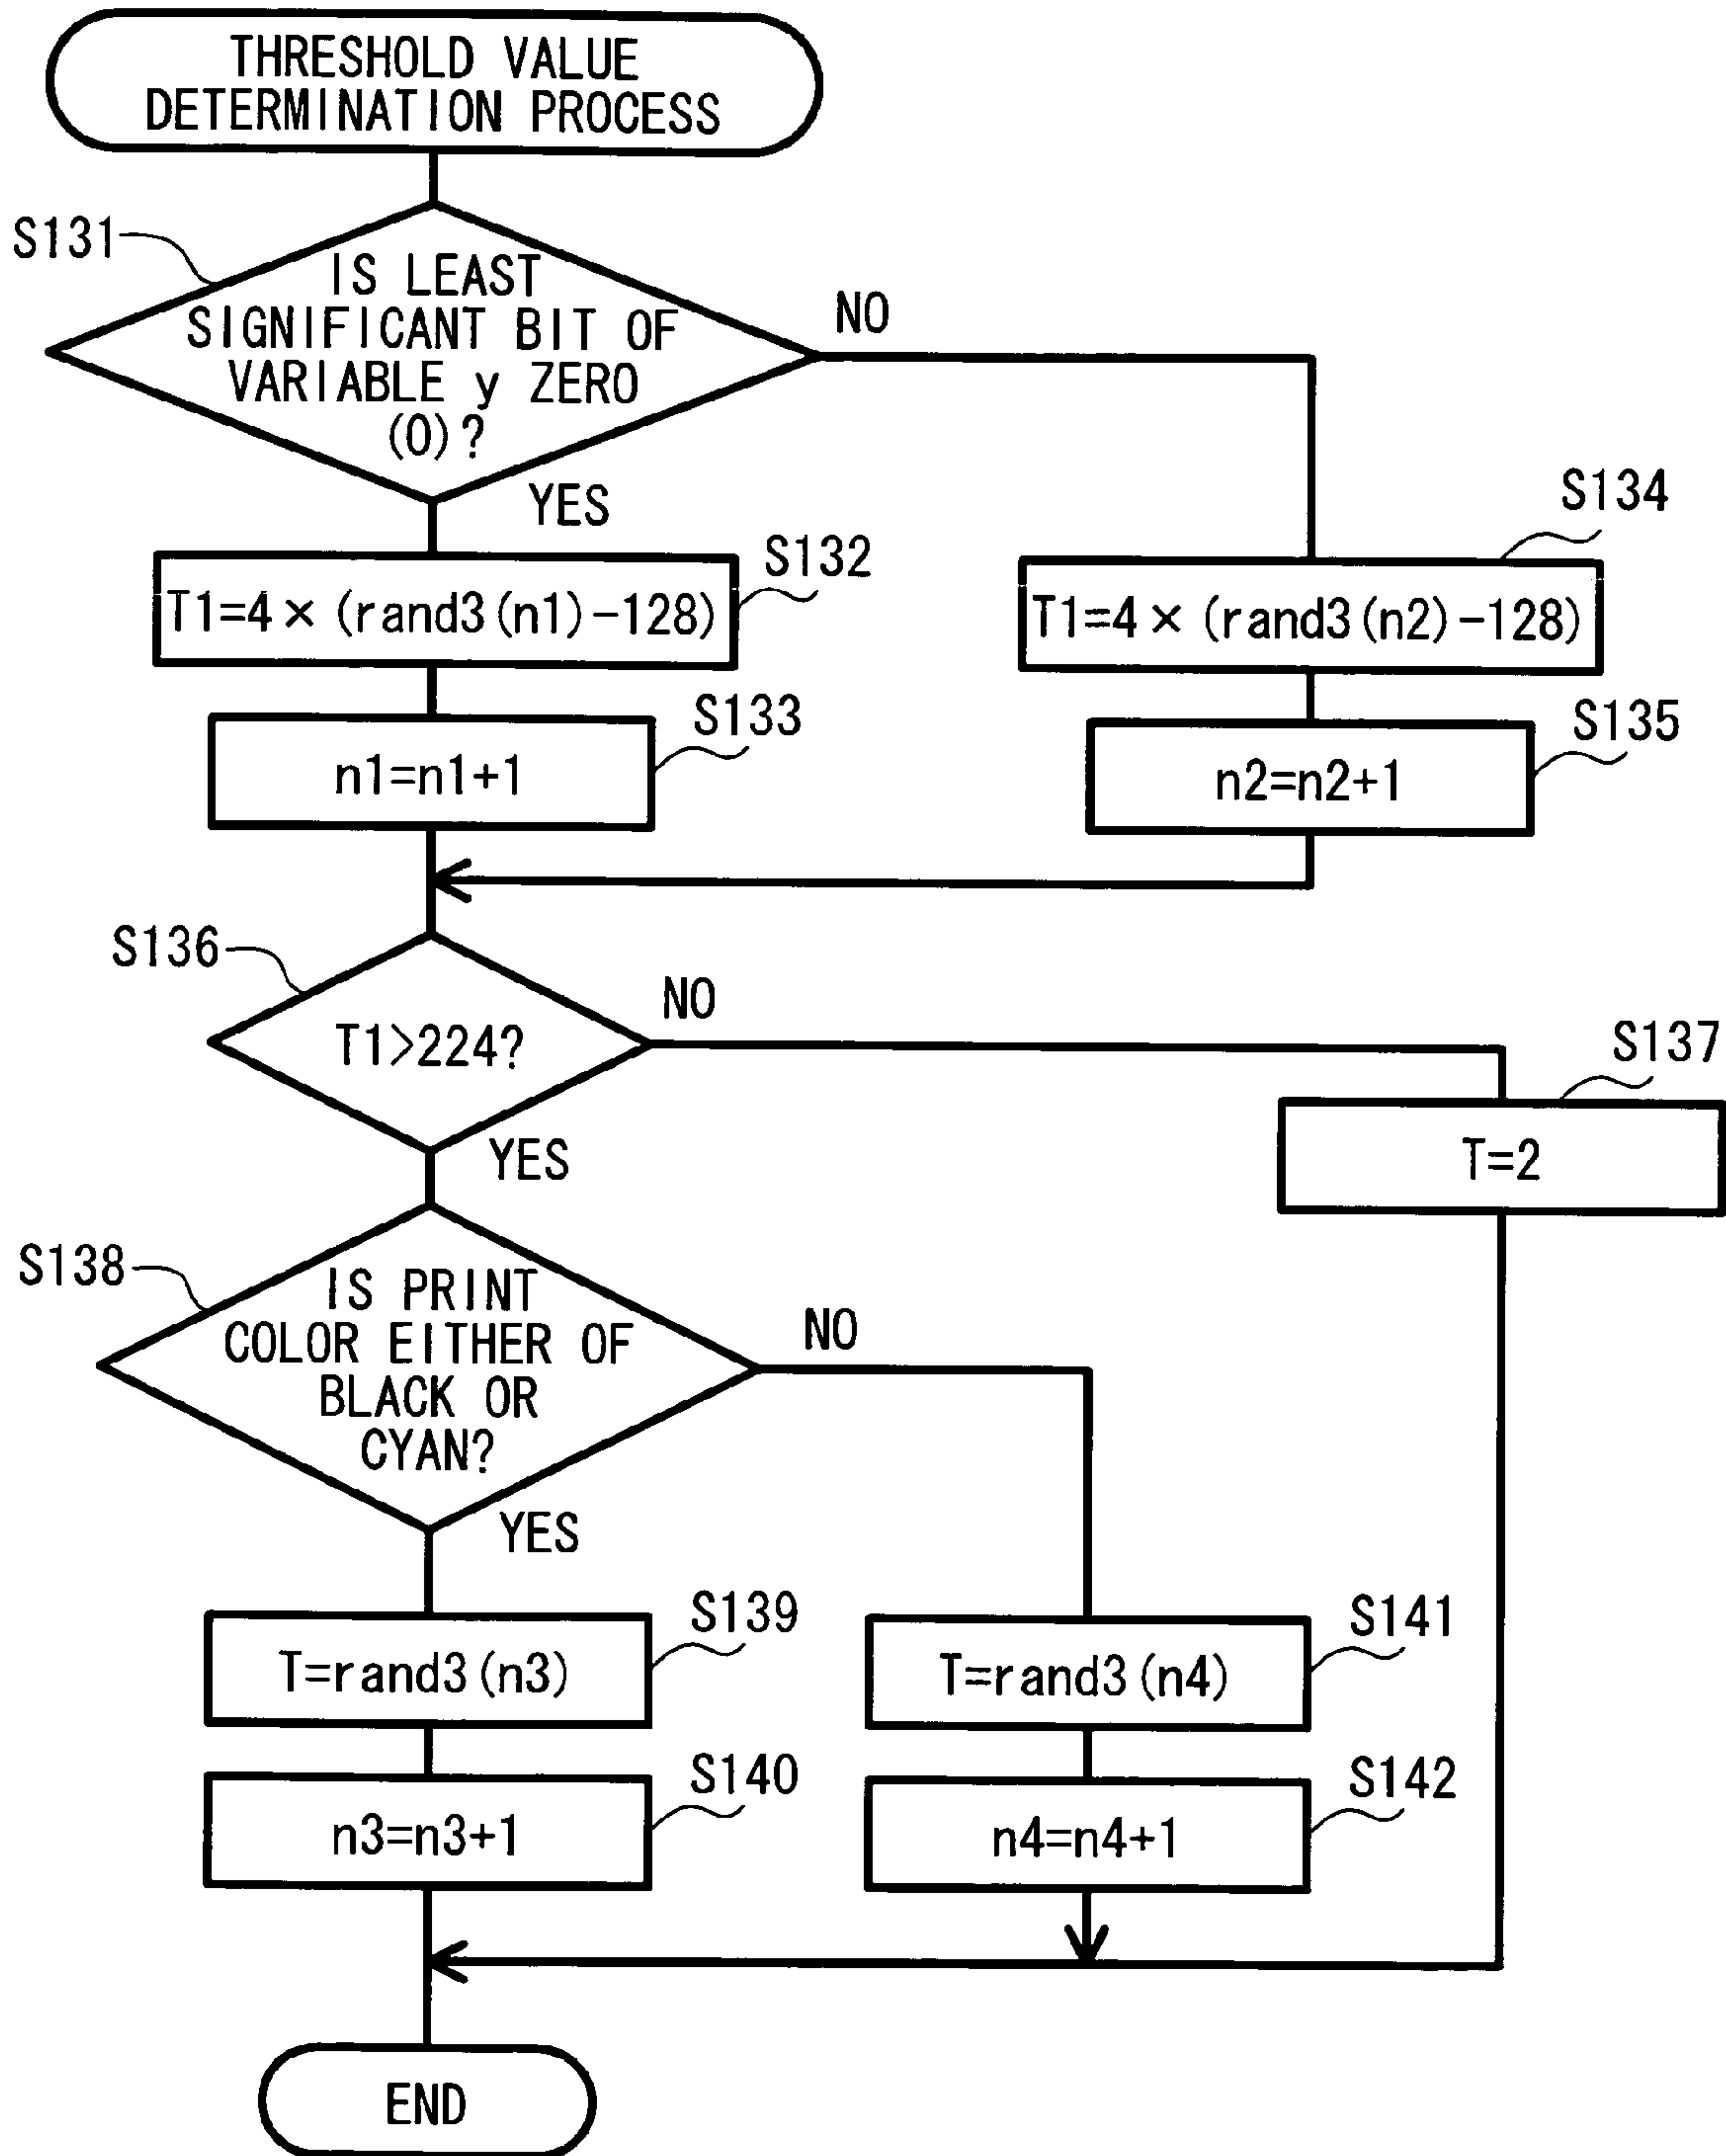 THRESHOLD VALUE
DETERMINATION PROCESS
S131
IS LEAST
SIGNIFICANT BIT OF
VARIABLE y ZERO
(0)?
NO
YES
S132
T1=4×(rand3(n1)-128)
S134
T1=4×(rand3(n2)-128)
S133
n1=n1+1
S135
n2=n2+1
S136
T1>224?
NO
YES
S137
T=2
S138
IS PRINT
COLOR EITHER OF
BLACK OR
CYAN?
NO
YES
S139
T=rand3(n3)
S141
T=rand3(n4)
S140
n3=n3+1
S142
n4=n4+1
END